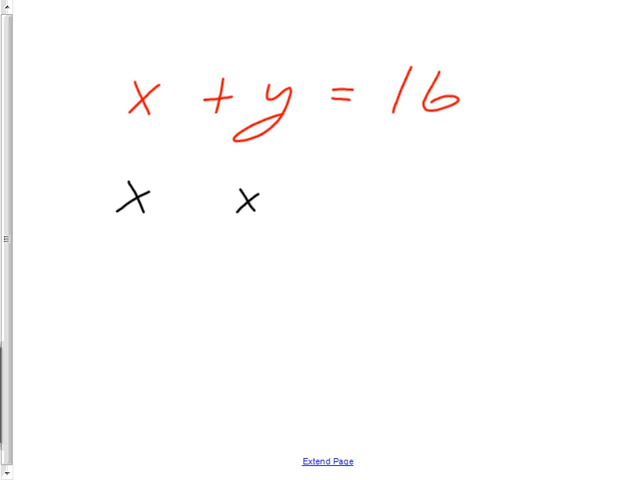 x + y = 16
x x
Extend Page